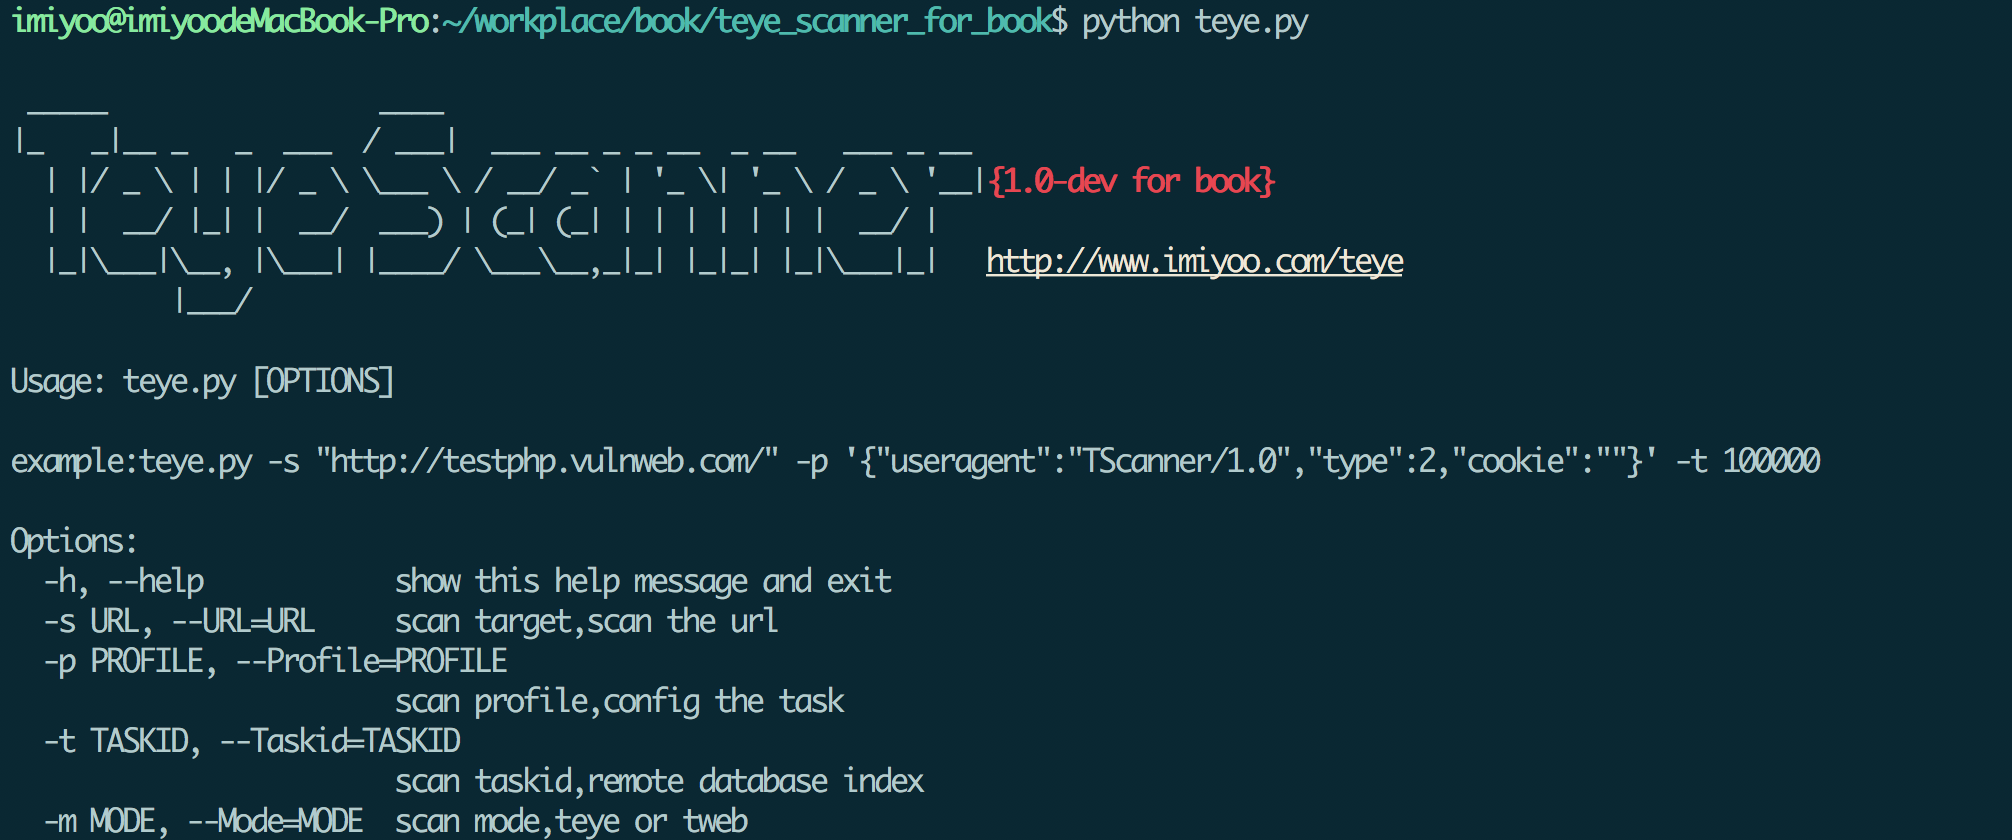 imiyoo@imiyoodeMacBook-Pro:~/workplace/book/teye_scanner_for_book$ python teye.py
TeyeScanner
{1.0-dev for book}
http://www.imiyoo.com/teye
Usage: teye.py [OPTIONS]
example:teye.py -s "http://testphp.vulnweb.com/" -p '{"useragent":"TScanner/1.0","type":2,"cookie":""}' -t 100000
Options:
-h, --help show this help message and exit
-s URL, --URL=URL scan target,scan the url
-p PROFILE, --Profile=PROFILE
scan profile,config the task
-t TASKID, --Taskid=TASKID
scan taskid,remote database index
-m MODE, --Mode=MODE scan mode,teye or tweb